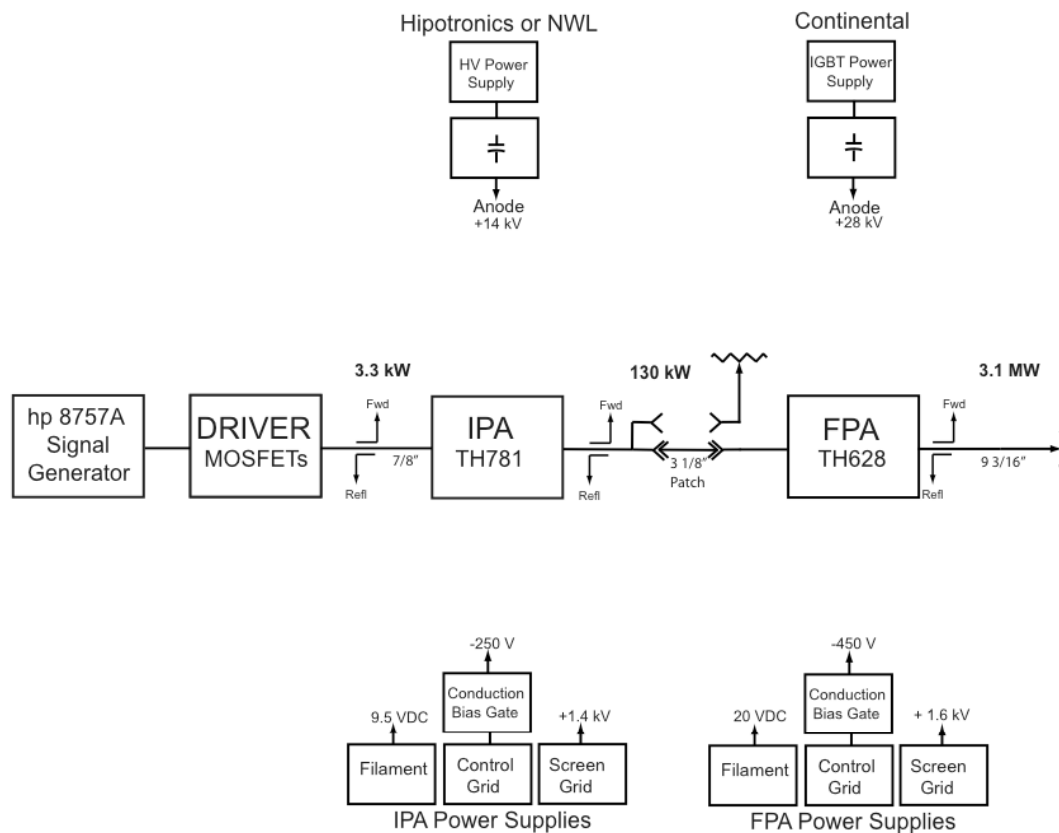 Hipotronics or NWL
Continental
HV Power
Supply
IGBT Power
Supply
Anode
+14 kV
Anode
+28 kV
3.3 kW
130 kW
3.1 MW
hp 8757A
Signal
Generator
DRIVER
MOSFETs
Fwd
7/8"
Refl
IPA
TH781
Fwd
Refl
3 1/8"
Patch
FPA
TH628
Fwd
9 3/16"
Refl
-250 V
-450 V
Conduction
Bias Gate
Conduction
Bias Gate
9.5 VDC
+1.4 kV
20 VDC
+ 1.6 kV
Filament
Control
Grid
Screen
Grid
Filament
Control
Grid
Screen
Grid
IPA Power Supplies
FPA Power Supplies